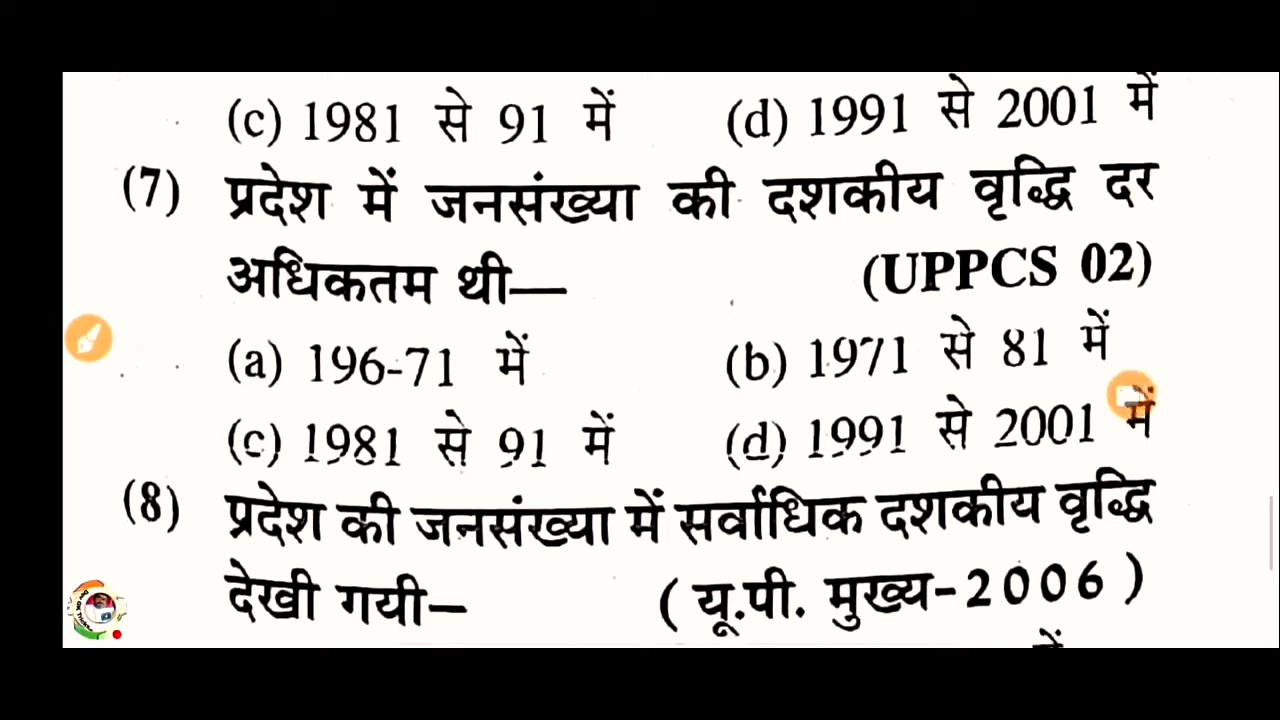 (c) 1981 से 91 में (d) 1991 से 2001 में
(7) प्रदेश में जनसंख्या की दशकीय वृद्धि दर
अधिकतम थी— (UPPCS 02)
(a) 196-71 में (b) 1971 से 81 में
(c) 1981 से 91 में (d) 1991 से 2001 में
(8) प्रदेश की जनसंख्या में सर्वाधिक दशकीय वृद्धि
देखी गयी– ( यू.पी. मुख्य-2006 )
में